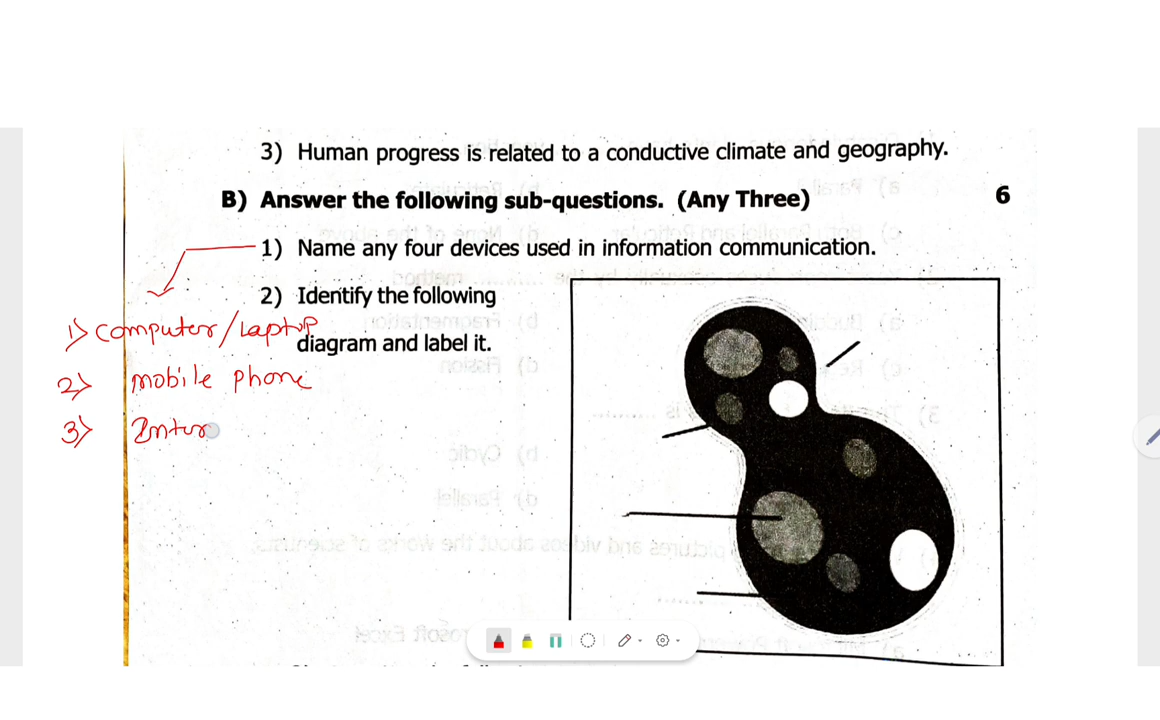 3) Human progress is related to a conductive climate and geography.
B) Answer the following sub-questions. (Any Three) 6
1) Name any four devices used in information communication.
2) Identify the following
diagram and label it.
1) Computer/Laptop
2) mobile phone
3) Inter